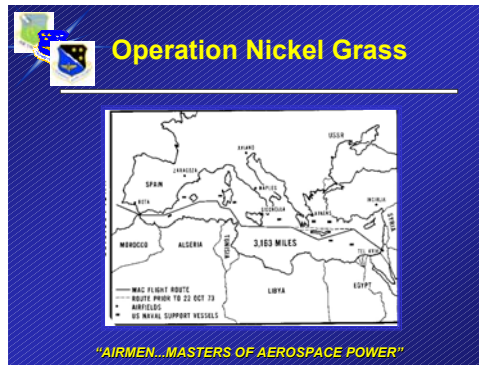 Operation Nickel Grass
USSR
AVIANO
ZARAGOZA
SPAIN
NAPLES
ROTA
SIGONELLA
ATHENS
INCIRLIK
SYRIA
TEL AVIV
MOROCCO
ALGERIA
TUNISIA
3,163 MILES
LIBYA
EGYPT
MAC FLIGHT ROUTE
ROUTE PRIOR TO 22 OCT 73
AIRFIELDS
US NAVAL SUPPORT VESSELS
“AIRMEN...MASTERS OF AEROSPACE POWER”